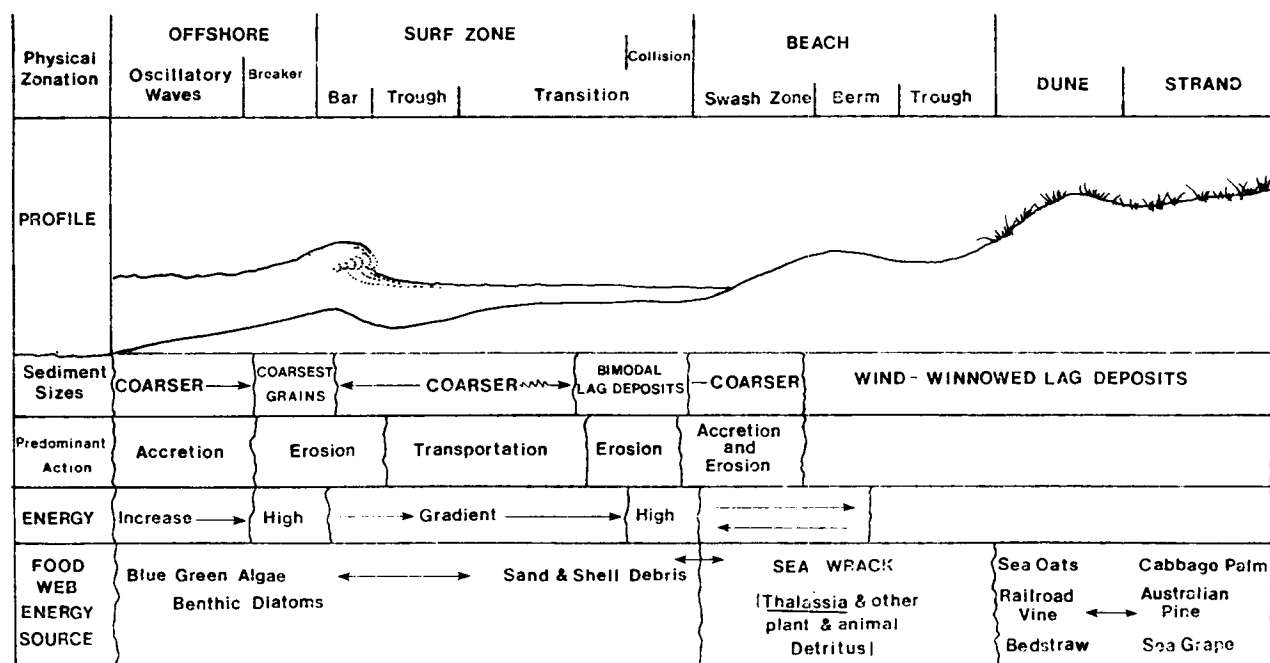 Physical
Zonation
OFFSHORE
SURF ZONE
BEACH
DUNE
STRAND
Oscillatory
Waves
Breaker
Collision
Bar
Trough
Transition
Swash Zone
Berm
Trough
PROFILE
Sediment
Sizes
COARSER
COARSEST
GRAINS
COARSER
BIMODAL
LAG DEPOSITS
COARSER
WIND-WINNOWED LAG DEPOSITS
Predominant
Action
Accretion
Erosion
Transportation
Erosion
Accretion
and
Erosion
ENERGY
Increase
High
Gradient
High
FOOD
WEB
ENERGY
SOURCE
Blue Green Algae
Benthic Diatoms
Sand & Shell Debris
SEA WRACK
[Thalassia & other
plant & animal
Detritus]
Sea Oats
Railroad
Vine
Bedstraw
Cabbago Palm
Australian
Pine
Sea Grape